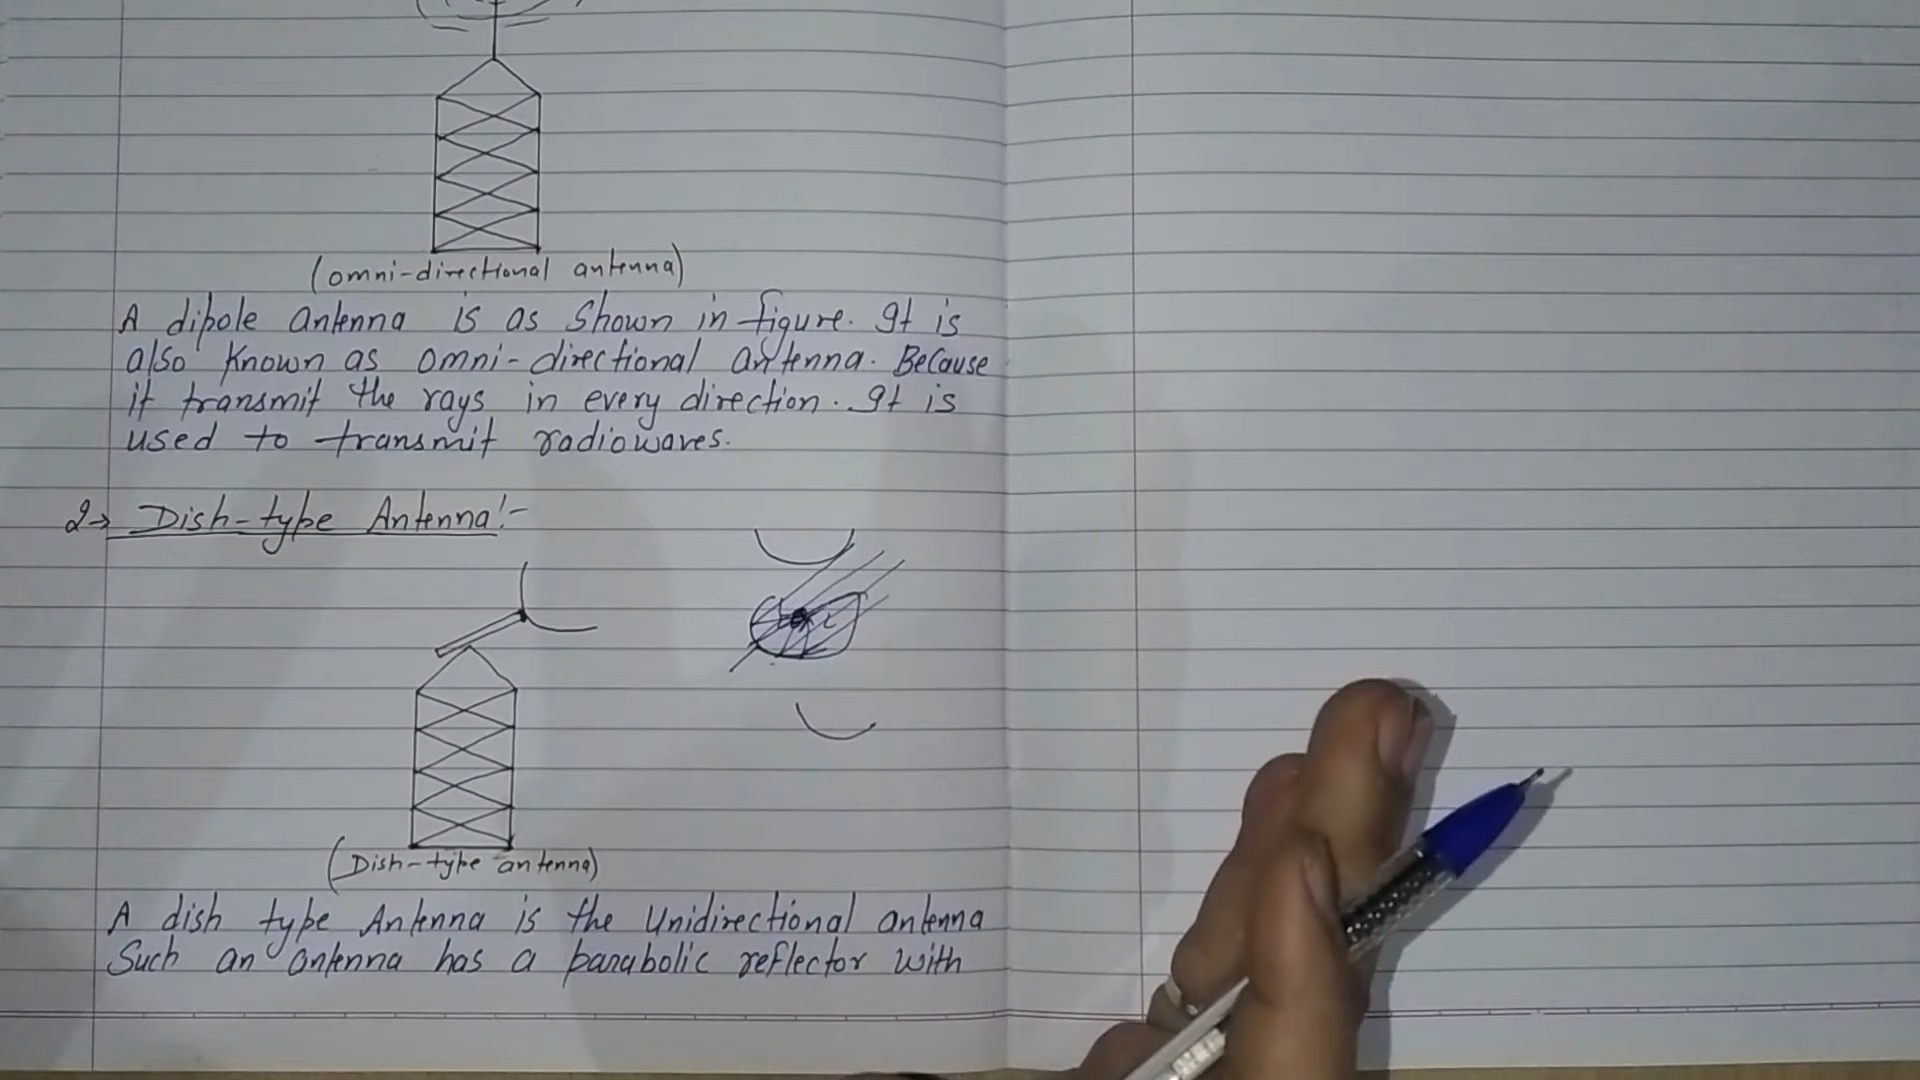 (omni-directional antenna)
A dipole antenna is as shown in figure. It is
also known as omni-directional antenna. Because
it transmit the rays in every direction. It is
used to transmit radiowaves.
2→ Dish-type Antenna:-
(Dish-type antenna)
A dish type Antenna is the Unidirectional antenna
Such an antenna has a parabolic reflector with